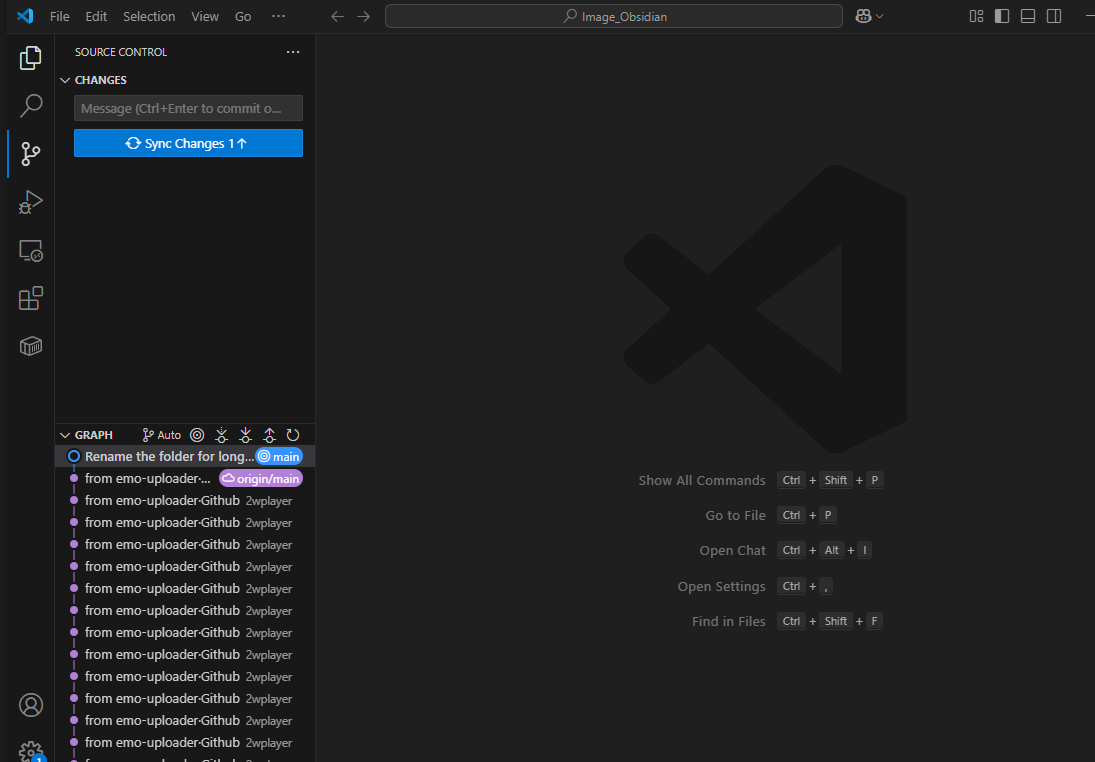 File Edit Selection View Go ··· Image_Obsidian
SOURCE CONTROL
CHANGES
Message (Ctrl+Enter to commit o...
Sync Changes 1↑
GRAPH Auto
Rename the folder for long... main
from emo-uploader-... origin/main
from emo-uploader-Github 2wplayer
from emo-uploader-Github 2wplayer
from emo-uploader-Github 2wplayer
from emo-uploader-Github 2wplayer
from emo-uploader-Github 2wplayer
from emo-uploader-Github 2wplayer
from emo-uploader-Github 2wplayer
from emo-uploader-Github 2wplayer
from emo-uploader-Github 2wplayer
from emo-uploader-Github 2wplayer
from emo-uploader-Github 2wplayer
from emo-uploader-Github 2wplayer
1
Show All Commands Ctrl + Shift + P
Go to File Ctrl + P
Open Chat Ctrl + Alt + I
Open Settings Ctrl + ,
Find in Files Ctrl + Shift + F